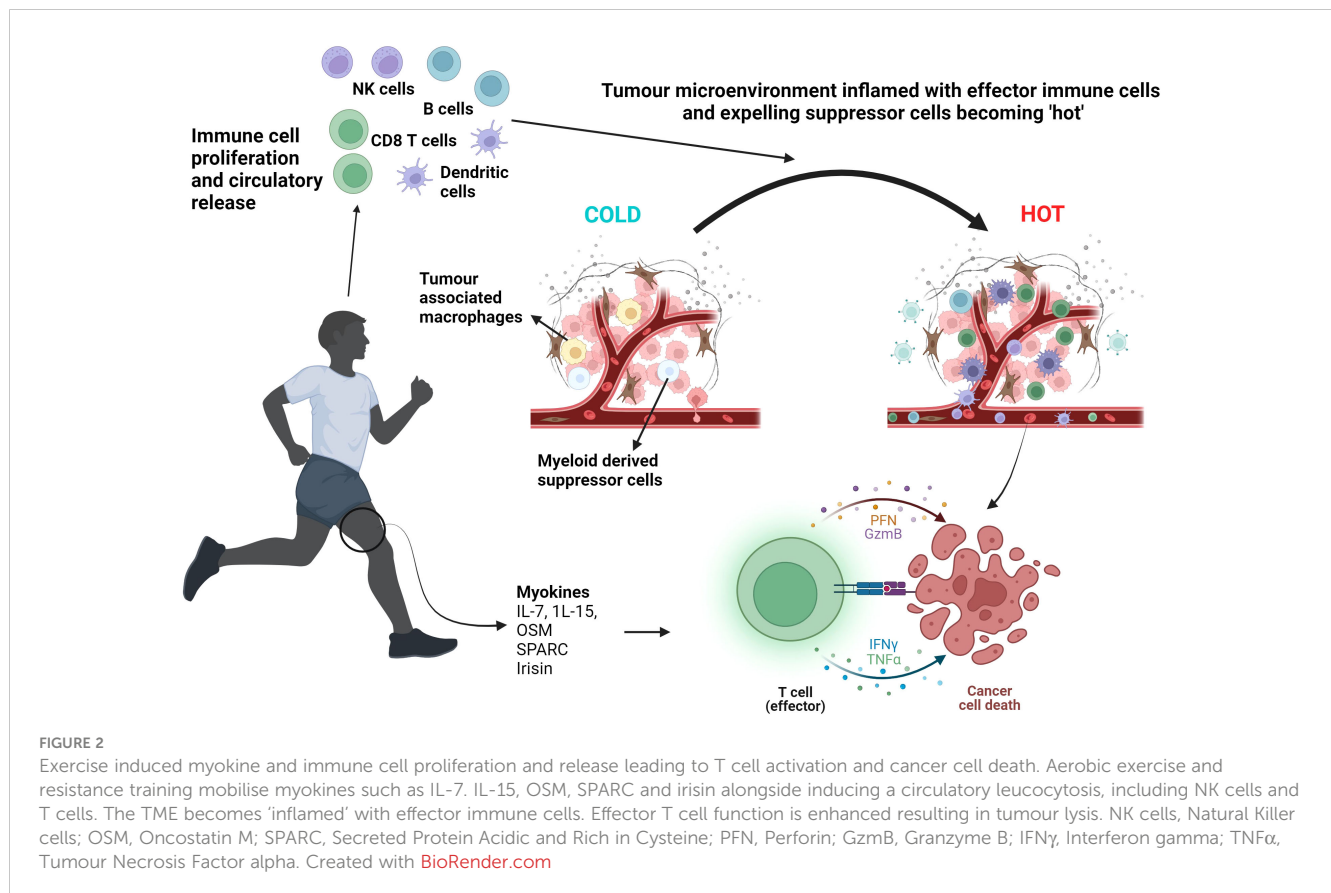 NK cells
B cells
CD8 T cells
Dendritic
cells
Immune cell
proliferation
and circulatory
release
Tumour microenvironment inflamed with effector immune cells
and expelling suppressor cells becoming 'hot'
COLD
HOT
Tumour
associated
macrophages
Myeloid derived
suppressor cells
Myokines
IL-7, 1L-15,
OSM
SPARC
Irisin
PFN
GzmB
IFNγ
TNFα
T cell
(effector)
Cancer
cell death
FIGURE 2
Exercise induced myokine and immune cell proliferation and release leading to T cell activation and cancer cell death. Aerobic exercise and
resistance training mobilise myokines such as IL-7. IL-15, OSM, SPARC and irisin alongside inducing a circulatory leucocytosis, including NK cells and
T cells. The TME becomes 'inflamed' with effector immune cells. Effector T cell function is enhanced resulting in tumour lysis. NK cells, Natural Killer
cells; OSM, Oncostatin M; SPARC, Secreted Protein Acidic and Rich in Cysteine; PFN, Perforin; GzmB, Granzyme B; IFNγ, Interferon gamma; TNFα,
Tumour Necrosis Factor alpha. Created with BioRender.com